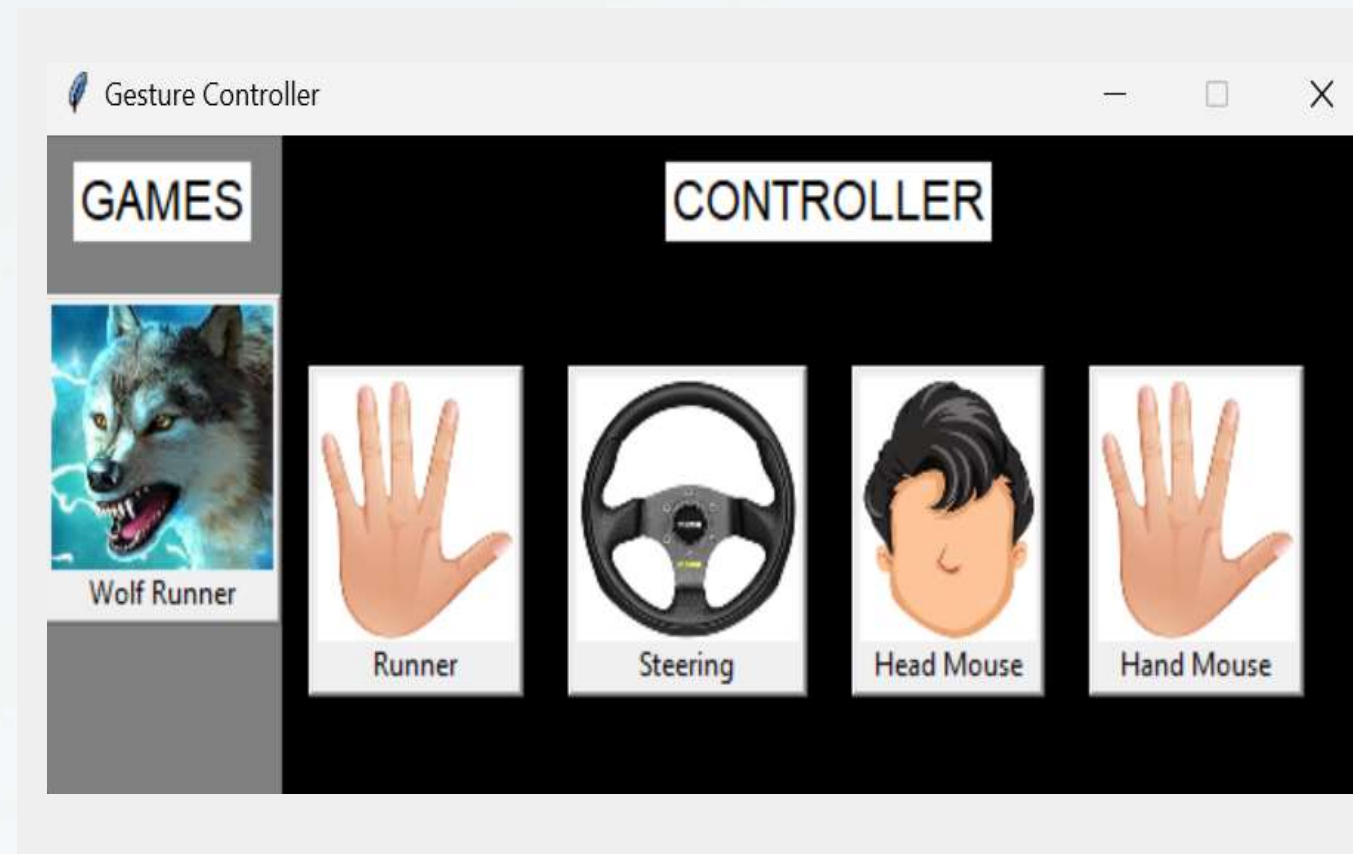 Gesture Controller
GAMES
CONTROLLER
Wolf Runner
Runner
Steering
Head Mouse
Hand Mouse